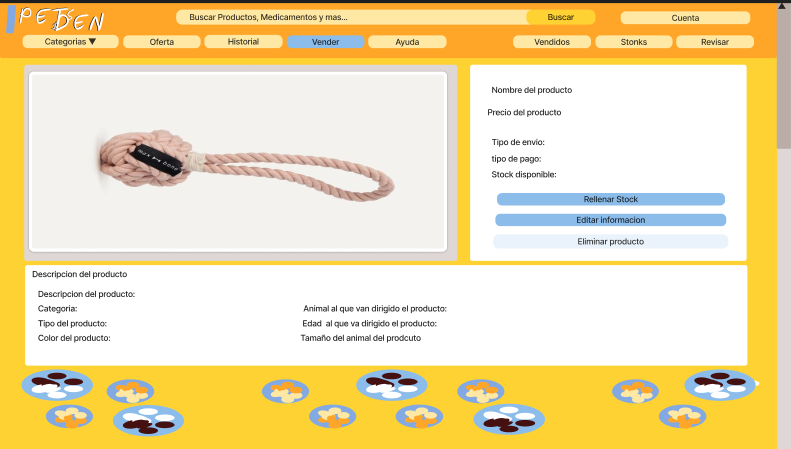 PETDEN
Buscar Productos, Medicamentos y mas...
Buscar
Cuenta
Categorias ▼
Oferta
Historial
Vender
Ayuda
Vendidos
Stonks
Revisar
Nombre del producto
Precio del producto
Tipo de envío:
tipo de pago:
Stock disponible:
Rellenar Stock
Editar informacion
Eliminar producto
Descripcion del producto
Descripcion del producto:
Categoria:
Animal al que van dirigido el producto:
Tipo del producto:
Edad al que va dirigido el producto:
Color del producto:
Tamaño del animal del prodcuto